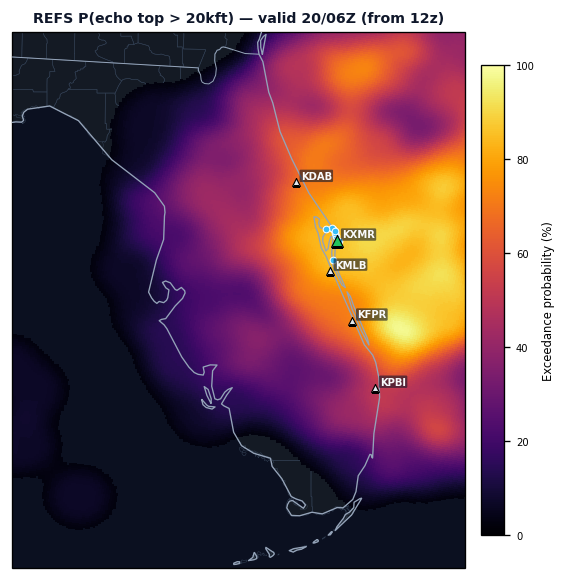 REFS P(echo top > 20kft) — valid 20/06Z (from 12z)
KDAB
KXMR
KMLB
KFPR
KPBI
100
80
60
40
20
0
Exceedance probability (%)